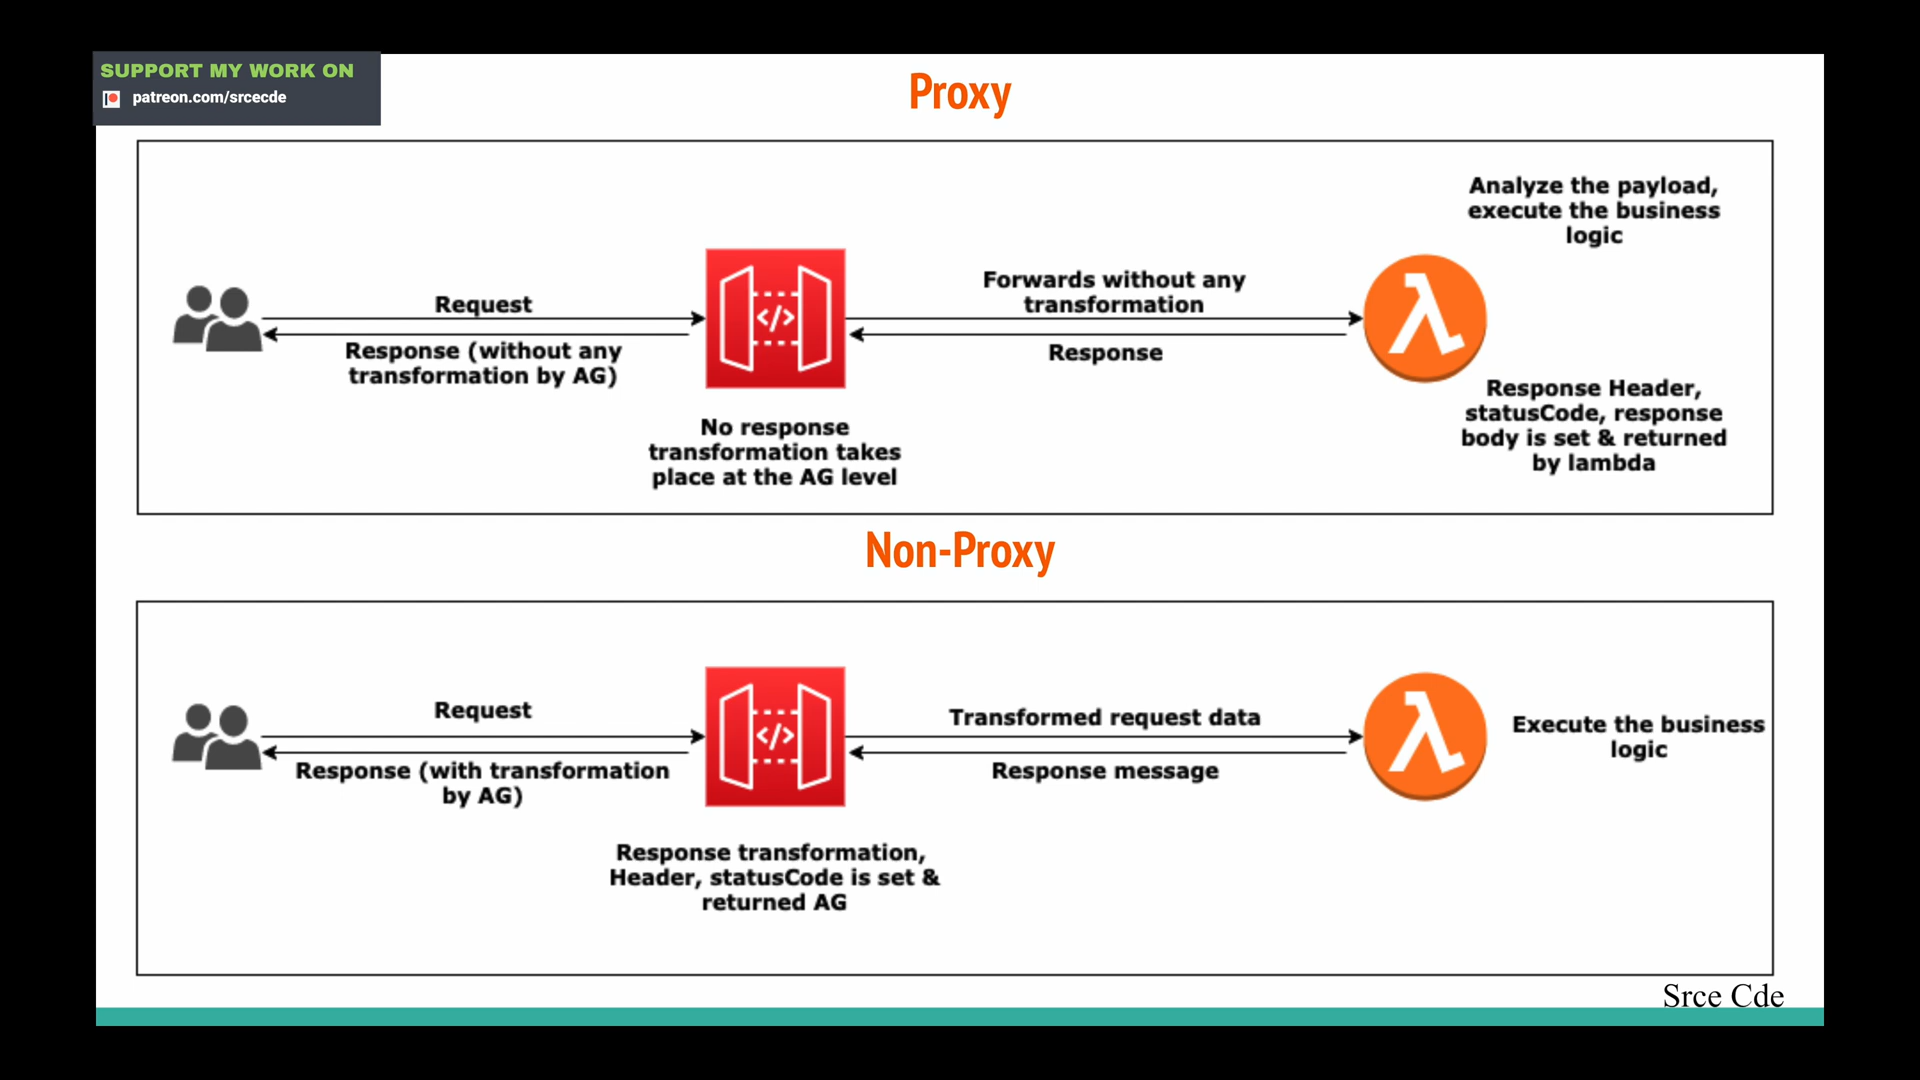 SUPPORT MY WORK ON
patreon.com/srcecde
Proxy
Analyze the payload,
execute the business
logic
Request
Response (without any
transformation by AG)
</>
Forwards without any
transformation
Response
λ
No response
transformation takes
place at the AG level
Response Header,
statusCode, response
body is set & returned
by lambda
Non-Proxy
Request
Response (with transformation
by AG)
</>
Transformed request data
Response message
λ
Execute the business
logic
Response transformation,
Header, statusCode is set &
returned AG
Srce Cde